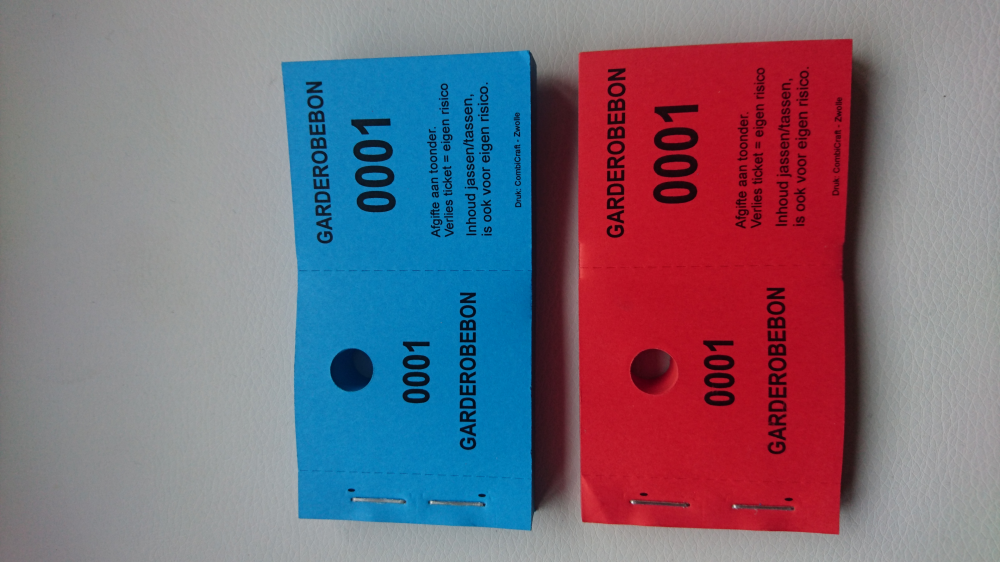 GARDEROBEBON
0001
Afgifte aan toonder.
Verlies ticket = eigen risico
Inhoud jassen/tassen,
is ook voor eigen risico.
Druk: CombiCraft - Zwolle
0001
GARDEROBEBON
GARDEROBEBON
0001
Afgifte aan toonder.
Verlies ticket = eigen risico
Inhoud jassen/tassen,
is ook voor eigen risico.
Druk: CombiCraft - Zwolle
0001
GARDEROBEBON